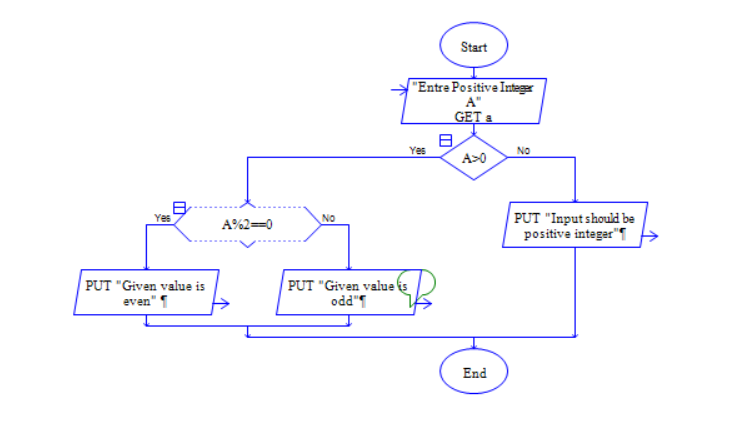 Start
"Entre Positive Integer
A"
GET a
Yes
A>0
No
Yes
A%2==0
No
PUT "Input should be
positive integer"¶
PUT "Given value is
even" ¶
PUT "Given value is
odd"¶
End